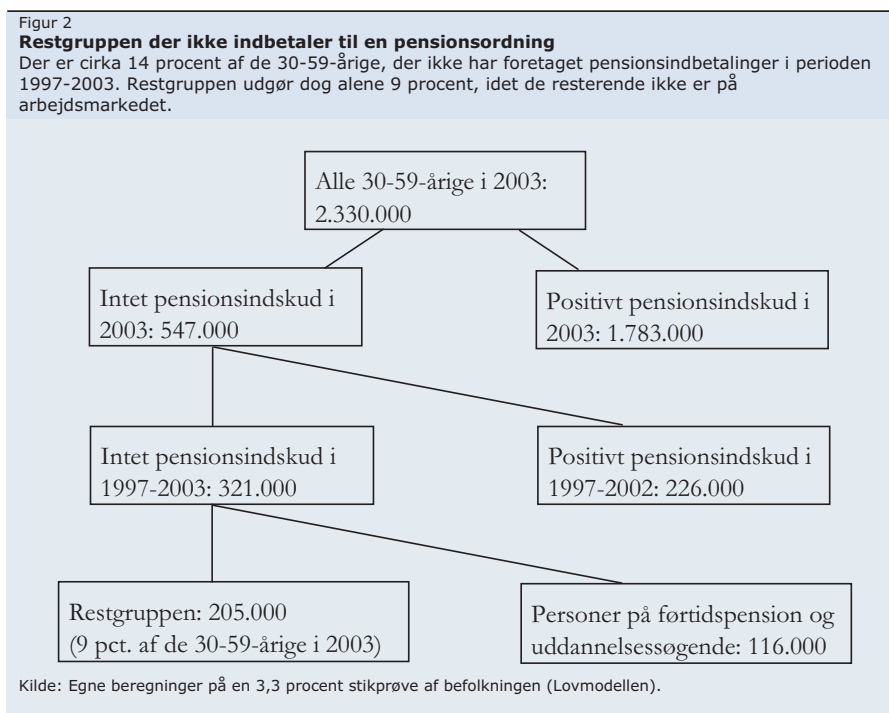 Figur 2
Restgruppen der ikke indbetaler til en pensionsordning
Der er cirka 14 procent af de 30-59-årige, der ikke har foretaget pensionsindbetalinger i perioden
1997-2003. Restgruppen udgør dog alene 9 procent, idet de resterende ikke er på
arbejdsmarkedet.
Alle 30-59-årige i 2003:
2.330.000
Intet pensionsindskud i
2003: 547.000
Positivt pensionsindskud i
2003: 1.783.000
Intet pensionsindskud i
1997-2003: 321.000
Positivt pensionsindskud i
1997-2002: 226.000
Restgruppen: 205.000
(9 pct. af de 30-59-årige i 2003)
Personer på førtidspension og
uddannelsessøgende: 116.000
Kilde: Egne beregninger på en 3,3 procent stikprøve af befolkningen (Lovmodellen).